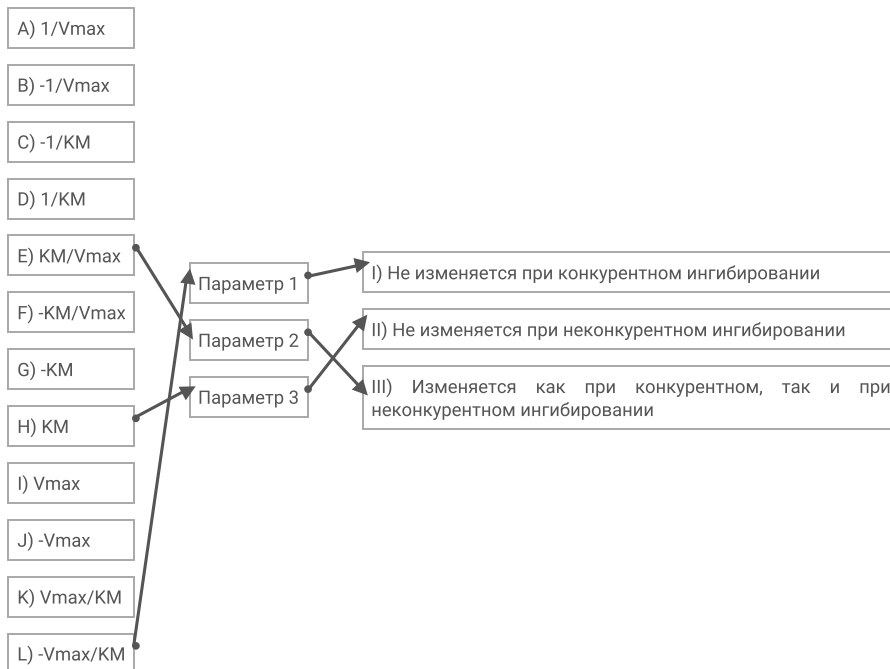 A) 1/Vmax
B) -1/Vmax
C) -1/KM
D) 1/KM
E) KM/Vmax
F) -KM/Vmax
G) -KM
H) KM
I) Vmax
J) -Vmax
K) Vmax/KM
L) -Vmax/KM
Параметр 1
Параметр 2
Параметр 3
I) Не изменяется при конкурентном ингибировании
II) Не изменяется при неконкурентном ингибировании
III) Изменяется как при конкурентном, так и при
неконкурентном ингибировании